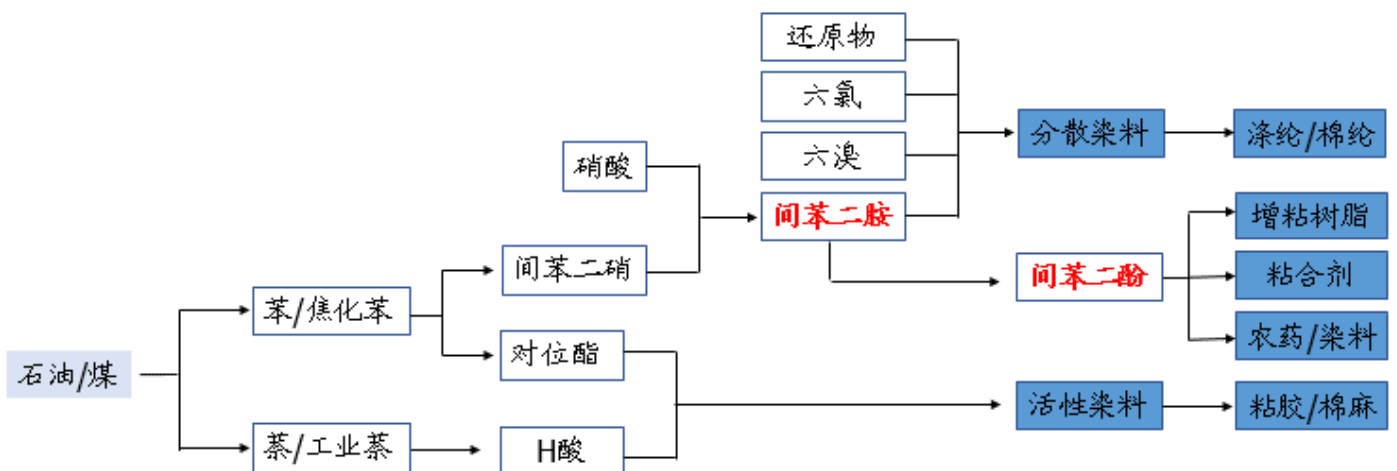 还原物
六氯
六溴
硝酸
间苯二胺
分散染料
涤纶/棉纶
间苯二硝
间苯二酚
增粘树脂
粘合剂
农药/染料
苯/焦化苯
对位酯
石油/煤
活性染料
粘胶/棉麻
萘/工业萘
H酸